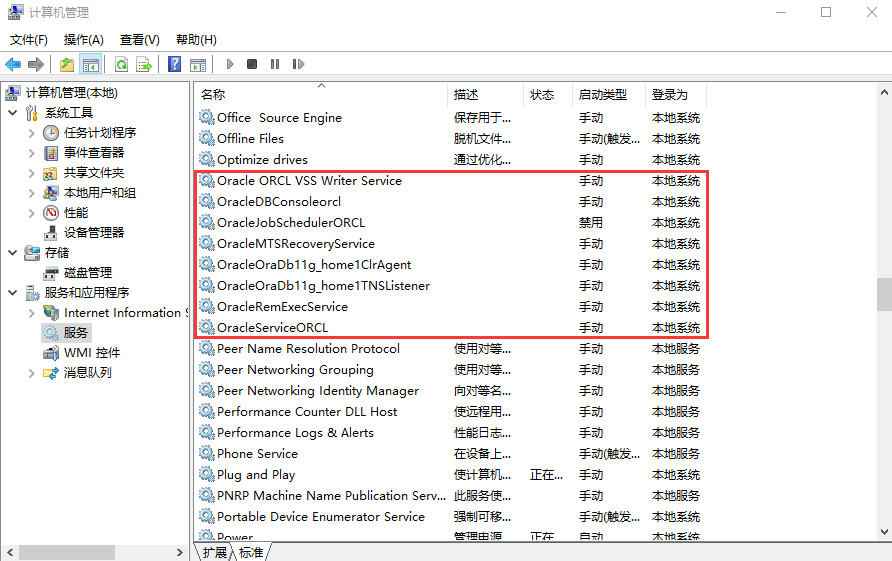 计算机管理
文件(F) 操作(A) 查看(V) 帮助(H)
计算机管理(本地)
系统工具
任务计划程序
事件查看器
共享文件夹
本地用户和组
性能
设备管理器
存储
磁盘管理
服务和应用程序
Internet Information S
服务
WMI 控件
消息队列
名称 描述 状态 启动类型 登录为
Office Source Engine 保存用于... 手动 本地系统
Offline Files 脱机文件... 手动(触发... 本地系统
Optimize drives 通过优化... 手动 本地系统
Oracle ORCL VSS Writer Service 手动 本地系统
OracleDBConsoleorcl 手动 本地系统
OracleJobSchedulerORCL 禁用 本地系统
OracleMTSRecoveryService 手动 本地系统
OracleOraDb11g_home1ClrAgent 手动 本地系统
OracleOraDb11g_home1TNSListener 手动 本地系统
OracleRemExecService 手动 本地系统
OracleServiceORCL 手动 本地系统
Peer Name Resolution Protocol 使用对等... 手动 本地服务
Peer Networking Grouping 使用对等... 手动 本地服务
Peer Networking Identity Manager 向对等名... 手动 本地服务
Performance Counter DLL Host 使远程用... 手动 本地服务
Performance Logs & Alerts 性能日志... 手动 本地服务
Phone Service 在设备上... 手动(触发... 本地服务
Plug and Play 使计算机... 正在... 手动 本地系统
PNRP Machine Name Publication Serv... 此服务使... 手动 本地服务
Portable Device Enumerator Service 强制可移... 手动(触发... 本地系统
Power 管理电源 正在 自动 本地系统
扩展 标准